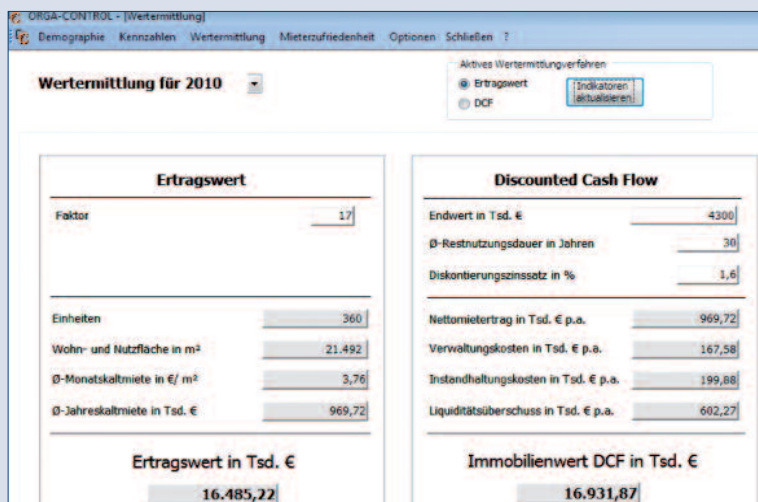 ORGA-CONTROL - [Wertermittlung]
Demographie Kennzahlen Wertermittlung Mieterzufriedenheit Optionen Schließen ?
Wertermittlung für 2010
Aktives Wertermittlungverfahren
Ertragswert
DCF
Indikatoren
aktualisieren
Ertragswert
Faktor 17
Einheiten 360
Wohn- und Nutzfläche in m² 21.492
Ø-Monatskaltmiete in €/ m² 3,76
Ø-Jahreskaltmiete in Tsd. € 969,72
Ertragswert in Tsd. €
16.485,22
Discounted Cash Flow
Endwert in Tsd. € 4300
Ø-Restnutzungsdauer in Jahren 30
Diskontierungszinssatz in % 1,6
Nettomietertrag in Tsd. € p.a. 969,72
Verwaltungskosten in Tsd. € p.a. 167,58
Instandhaltungskosten in Tsd. € p.a. 199,88
Liquiditätsüberschuss in Tsd. € p.a. 602,27
Immobilienwert DCF in Tsd. €
16.931,87